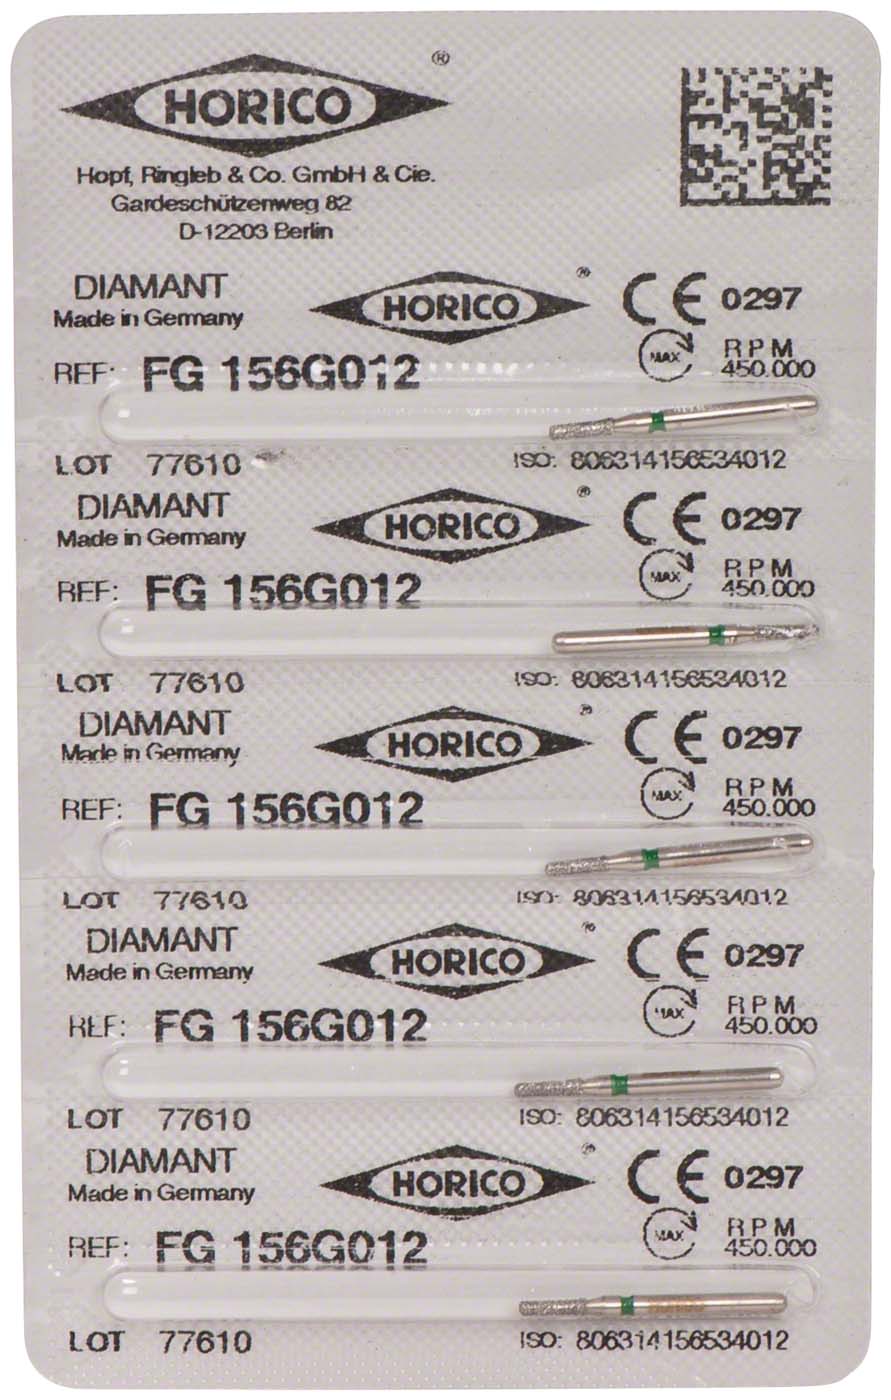 HORICO ®
Hopf, Ringleb & Co. GmbH & Cie.
Gardeschützenweg 82
D-12203 Berlin
DIAMANT HORICO ® CE 0297
Made in Germany
MAX RPM
REF: FG 156G012 450.000
LOT 77610 ISO: 806314156534012
DIAMANT HORICO ® CE 0297
Made in Germany
MAX RPM
REF: FG 156G012 450.000
LOT 77610 ISO: 806314156534012
DIAMANT HORICO ® CE 0297
Made in Germany
MAX RPM
REF: FG 156G012 450.000
LOT 77610 ISO: 806314156534012
DIAMANT HORICO ® CE 0297
Made in Germany
MAX RPM
REF: FG 156G012 450.000
LOT 77610 ISO: 806314156534012
DIAMANT HORICO ® CE 0297
Made in Germany
MAX RPM
REF: FG 156G012 450.000
LOT 77610 ISO: 806314156534012